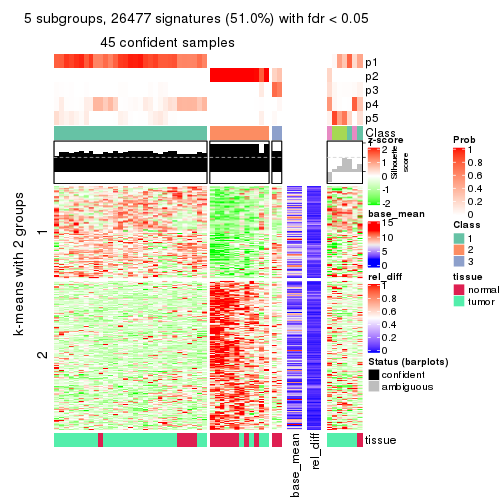 5 subgroups, 26477 signatures (51.0%) with fdr < 0.05
45 confident samples
p1
p2
p3
p4
p5
Class
z-score
2
1
0
-1
-2
Silhouette
score
1
base_mean
15
10
5
0
rel_diff
1
0.8
0.6
0.4
0.2
0
Status (barplots)
confident
ambiguous
Prob
1
0.8
0.6
0.4
0.2
0
Class
1
2
3
tissue
normal
tumor
k-means with 2 groups
1
2
tissue
base_mean
rel_diff